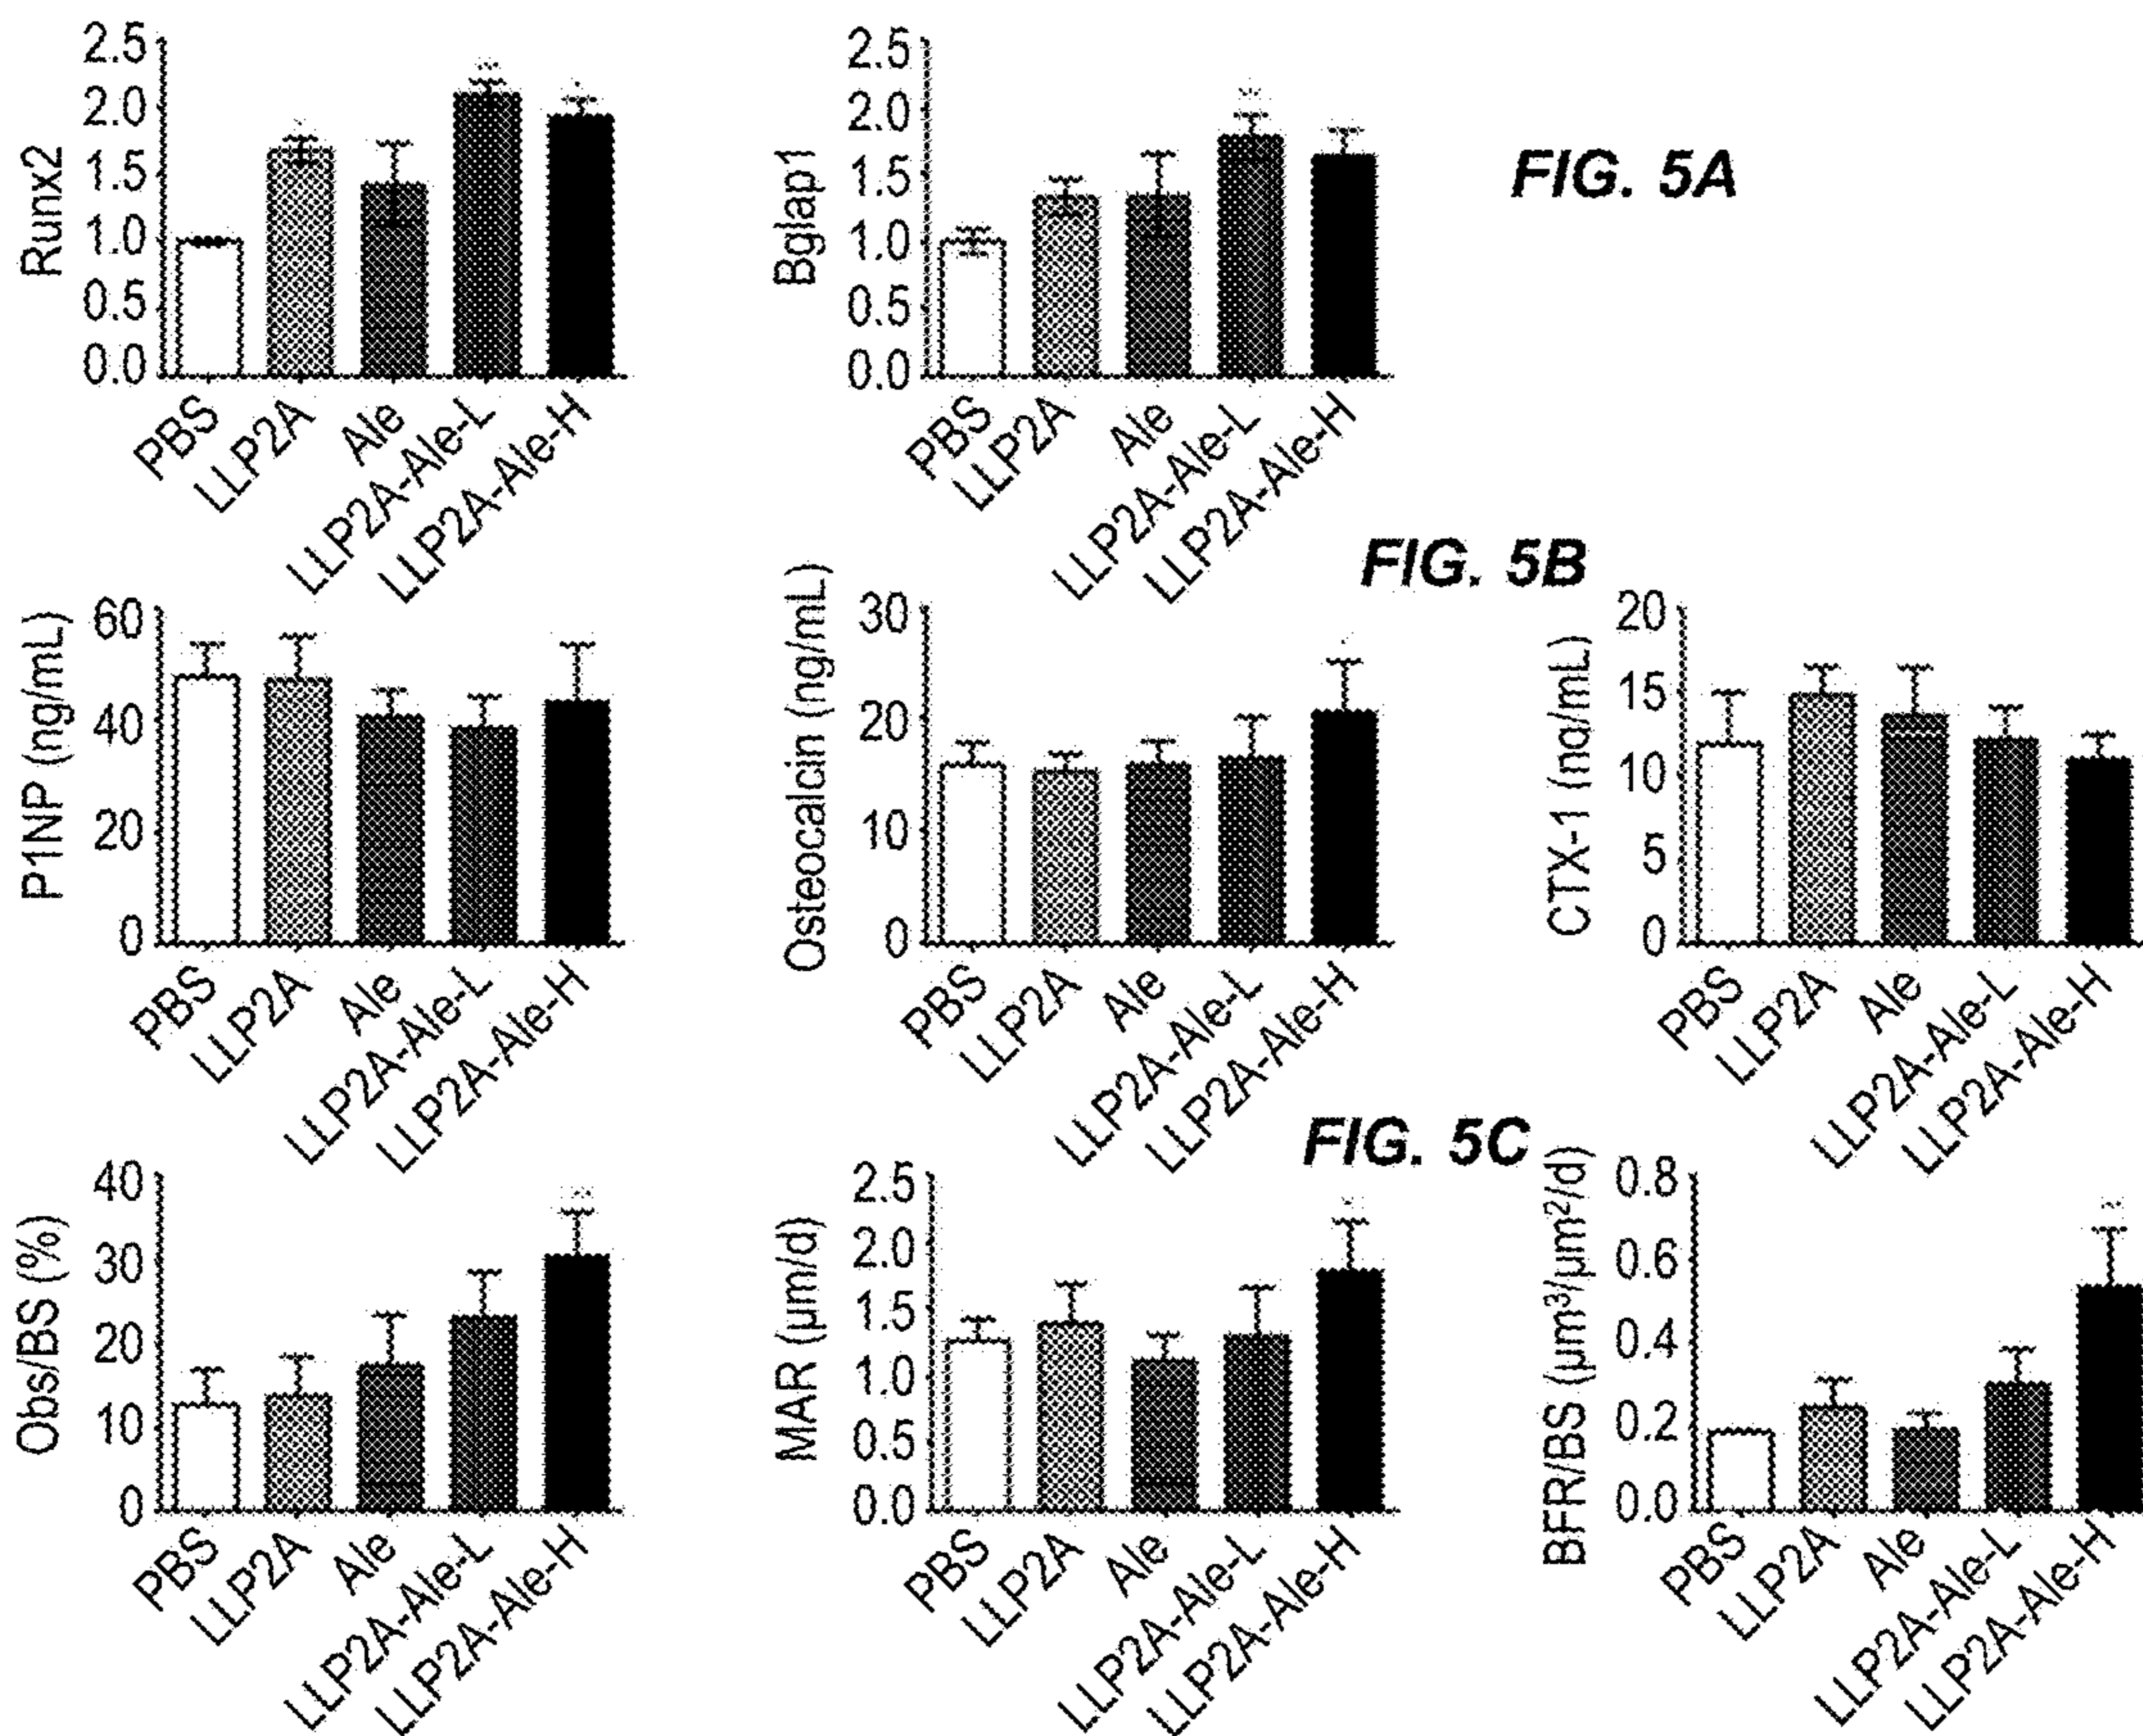 Runx2
2.5
2.0
1.5
1.0
0.5
0.0
PBS
LLP2A
Ale
LLP2A-Ale-L
LLP2A-Ale-H
Bglap1
2.5
2.0
1.5
1.0
0.5
0.0
PBS
LLP2A
Ale
LLP2A-Ale-L
LLP2A-Ale-H
FIG. 5A
P1NP (ng/mL)
60
40
20
0
PBS
LLP2A
Ale
LLP2A-Ale-L
LLP2A-Ale-H
Osteocalcin (ng/mL)
30
20
10
0
PBS
LLP2A
Ale
LLP2A-Ale-L
LLP2A-Ale-H
FIG. 5B
CTX-1 (ng/mL)
20
15
10
5
0
PBS
LLP2A
Ale
LLP2A-Ale-L
LLP2A-Ale-H
Obs/BS (%)
40
30
20
10
0
PBS
LLP2A
Ale
LLP2A-Ale-L
LLP2A-Ale-H
FIG. 5C
MAR (µm/d)
2.5
2.0
1.5
1.0
0.5
0.0
PBS
LLP2A
Ale
LLP2A-Ale-L
LLP2A-Ale-H
BFR/BS (µm³/µm²/d)
0.8
0.6
0.4
0.2
0.0
PBS
LLP2A
Ale
LLP2A-Ale-L
LLP2A-Ale-H